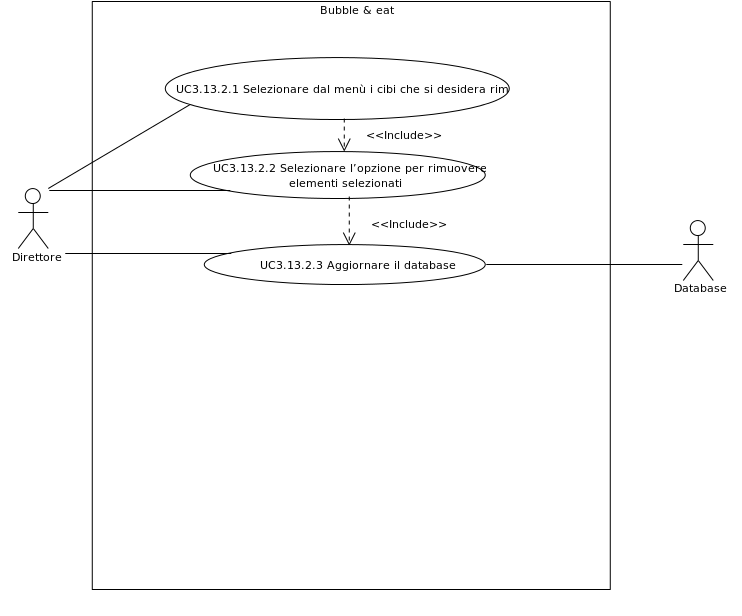 Bubble & eat
UC3.13.2.1 Selezionare dal menù i cibi che si desidera rim
<<Include>>
UC3.13.2.2 Selezionare l'opzione per rimuovere
elementi selezionati
<<Include>>
Direttore
UC3.13.2.3 Aggiornare il database
Database